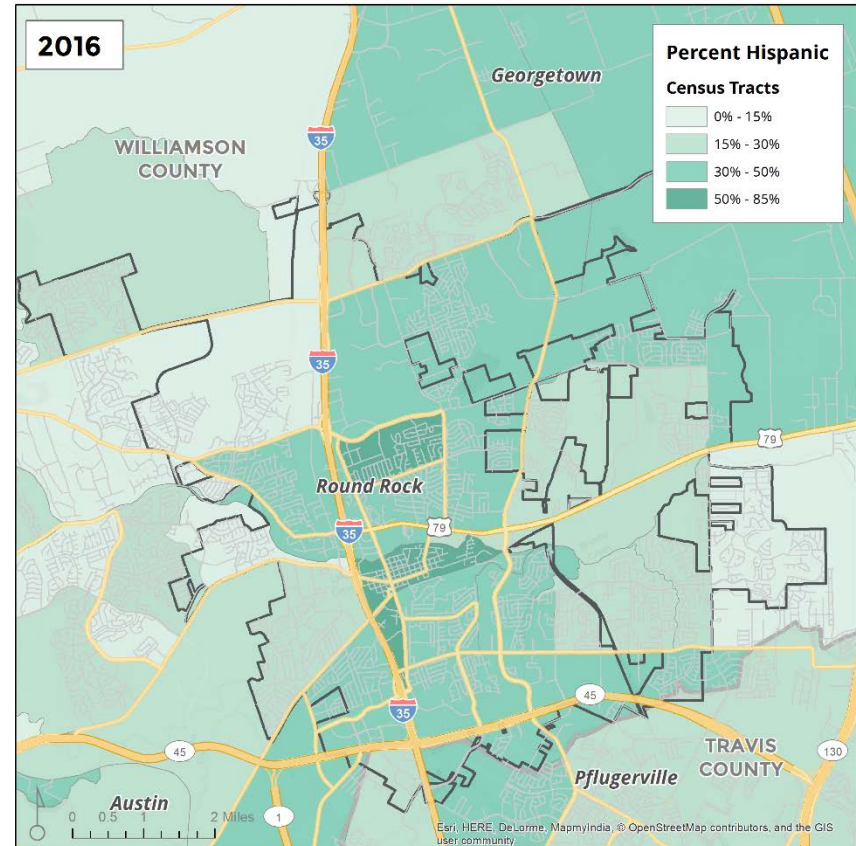 2016
Percent Hispanic
Census Tracts
0% - 15%
15% - 30%
30% - 50%
50% - 85%
Georgetown
WILLIAMSON
COUNTY
35
35
79
Round Rock
79
35
35
45
45
TRAVIS
COUNTY
130
Pflugerville
Austin
1
0 0.5 1 2 Miles
Esri, HERE, DeLorme, MapmyIndia, © OpenStreetMap contributors, and the GIS
user community